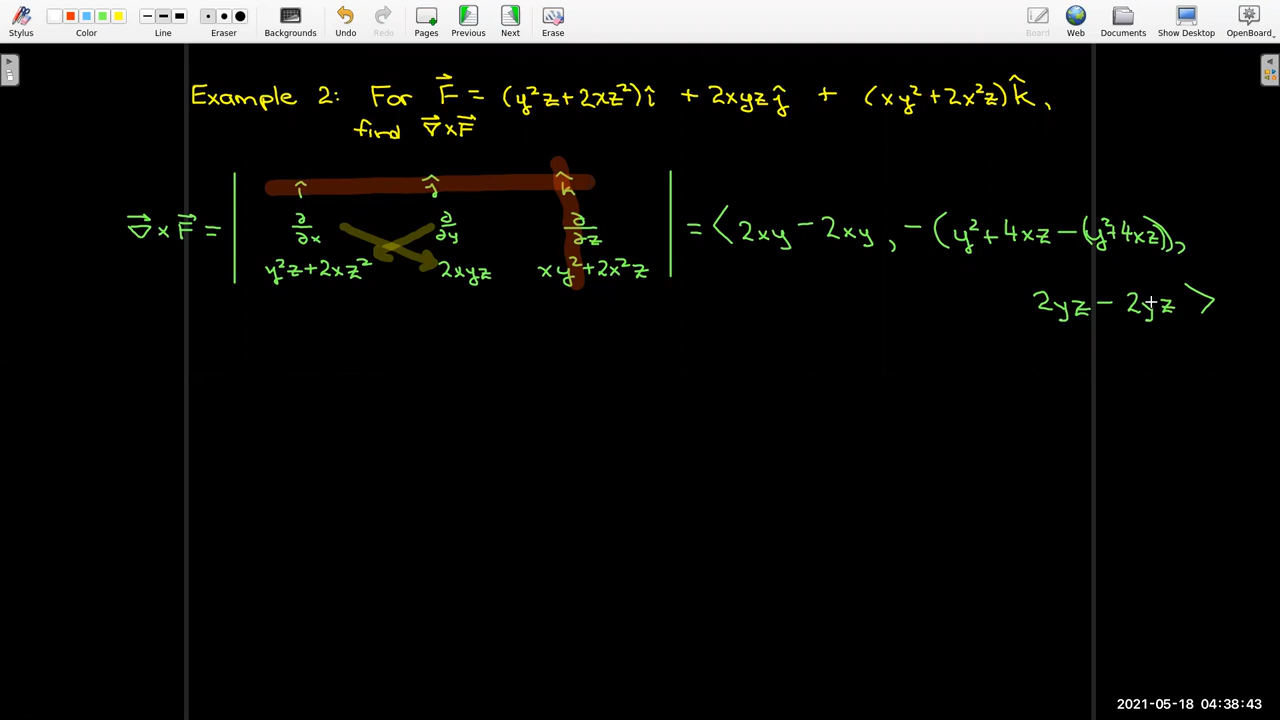 Stylus Color Line Eraser Backgrounds Undo Redo Pages Previous Next Erase Board Web Documents Show Desktop OpenBoard
Example 2: For F⃗ = (y²z+2xz²)î + 2xyzĵ + (xy²+2x²z)k̂,
find ∇⃗×F⃗
î ĵ k̂
∇⃗×F⃗ = | ∂/∂x ∂/∂y ∂/∂z | = ⟨2xy − 2xy, −(y²+4xz−(y²+4xz)),
y²z+2xz² 2xyz xy²+2x²z
2yz − 2yz ⟩
2021-05-18 04:38:43